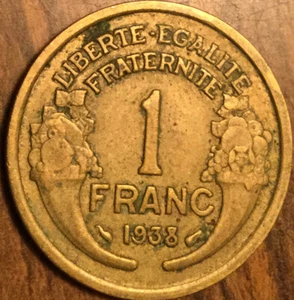 LIBERTE·EGALITE
FRATERNITE
1
FRANC
1938